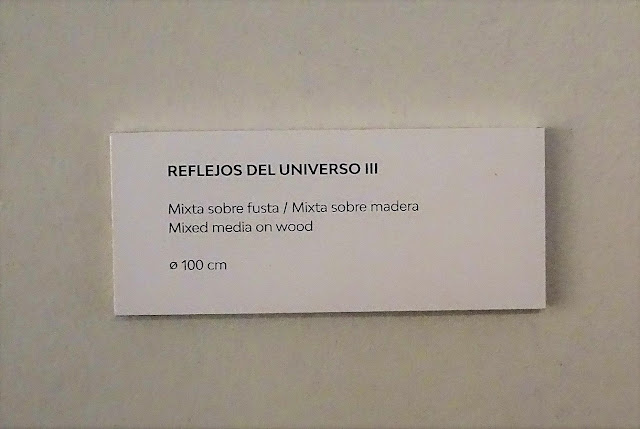 REFLEJOS DEL UNIVERSO III
Mixta sobre fusta / Mixta sobre madera
Mixed media on wood
ø 100 cm